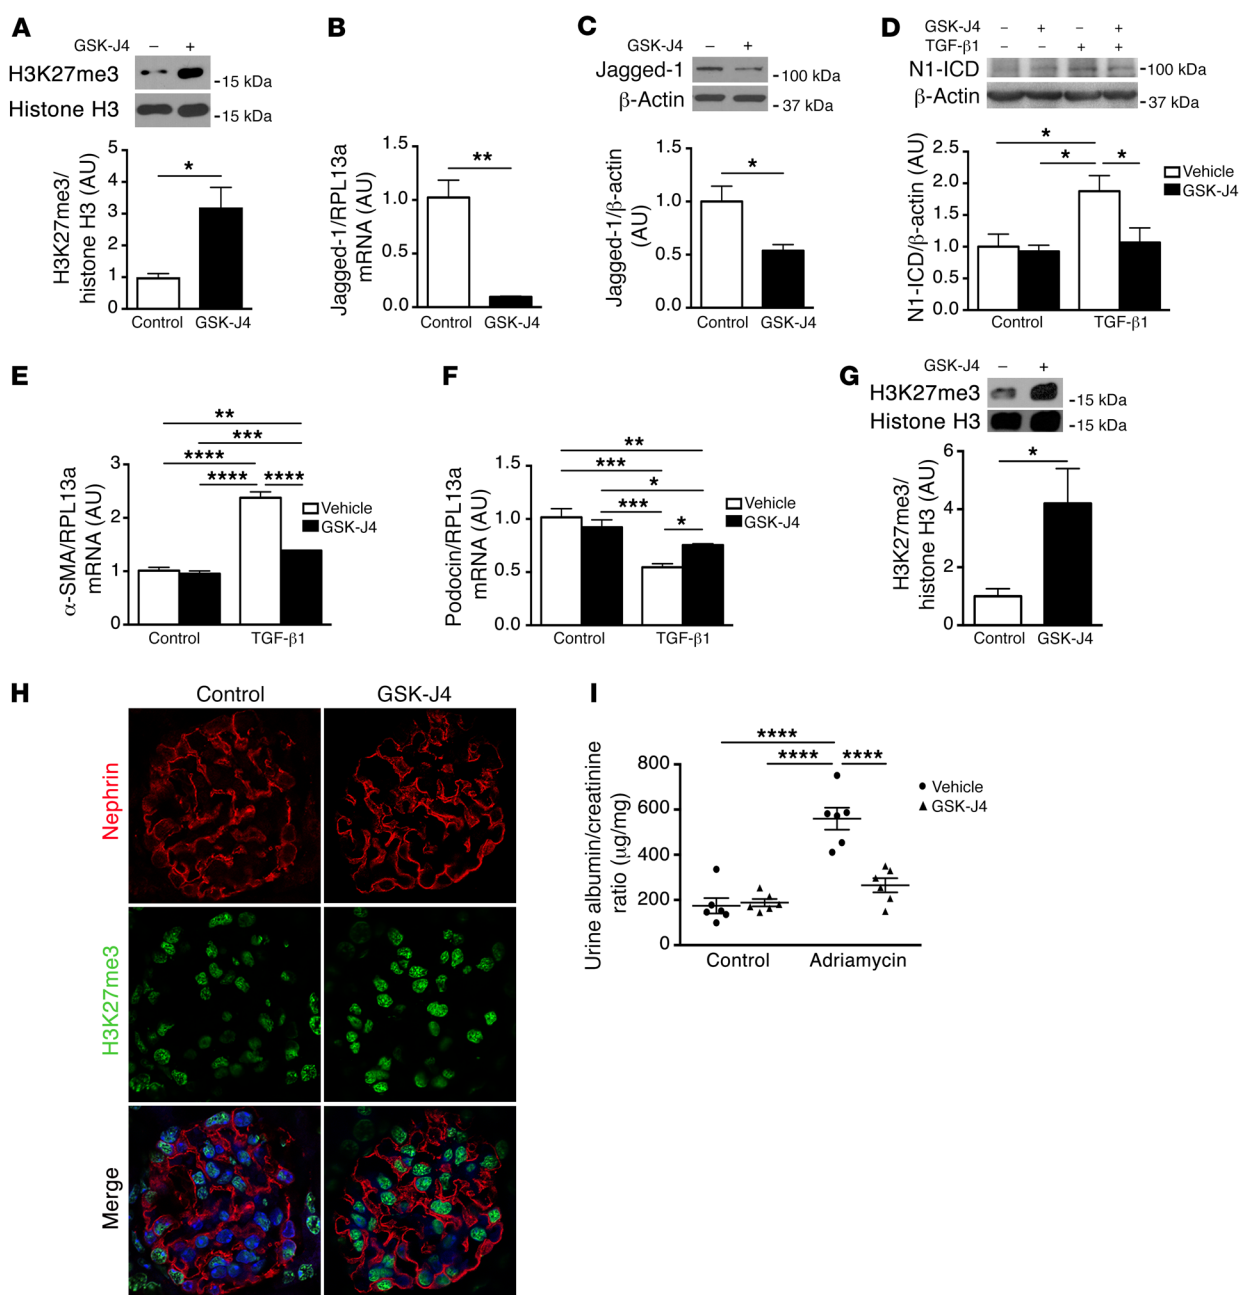 A
GSK-J4
– +
H3K27me3
-15 kDa
Histone H3
-15 kDa
H3K27me3/
histone H3 (AU)
5
4
3
2
1
0
*
Control GSK-J4
B
Jagged-1/RPL13a
mRNA (AU)
1.5
1.0
0.5
0.0
**
Control GSK-J4
C
GSK-J4
– +
Jagged-1
-100 kDa
β-Actin
-37 kDa
Jagged-1/β-actin
(AU)
1.5
1.0
0.5
0.0
*
Control GSK-J4
D
GSK-J4 – + – +
TGF-β1 – – + +
N1-ICD
-100 kDa
β-Actin
-37 kDa
N1-ICD/β-actin (AU)
2.5
2.0
1.5
1.0
0.5
0.0
*
* *
Vehicle
GSK-J4
Control TGF-β1
E
α-SMA/RPL13a
mRNA (AU)
3
2
1
0
**
***
****
**** ****
Vehicle
GSK-J4
Control TGF-β1
F
Podocin/RPL13a
mRNA (AU)
1.5
1.0
0.5
0.0
**
***
*
***
*
Vehicle
GSK-J4
Control TGF-β1
G
GSK-J4 – +
H3K27me3
-15 kDa
Histone H3
-15 kDa
H3K27me3/
histone H3 (AU)
6
4
2
0
*
Control GSK-J4
H
Control GSK-J4
Nephrin
H3K27me3
Merge
I
Urine albumin/creatinine
ratio (µg/mg)
800
600
400
200
0
****
**** ****
Vehicle
GSK-J4
Control Adriamycin